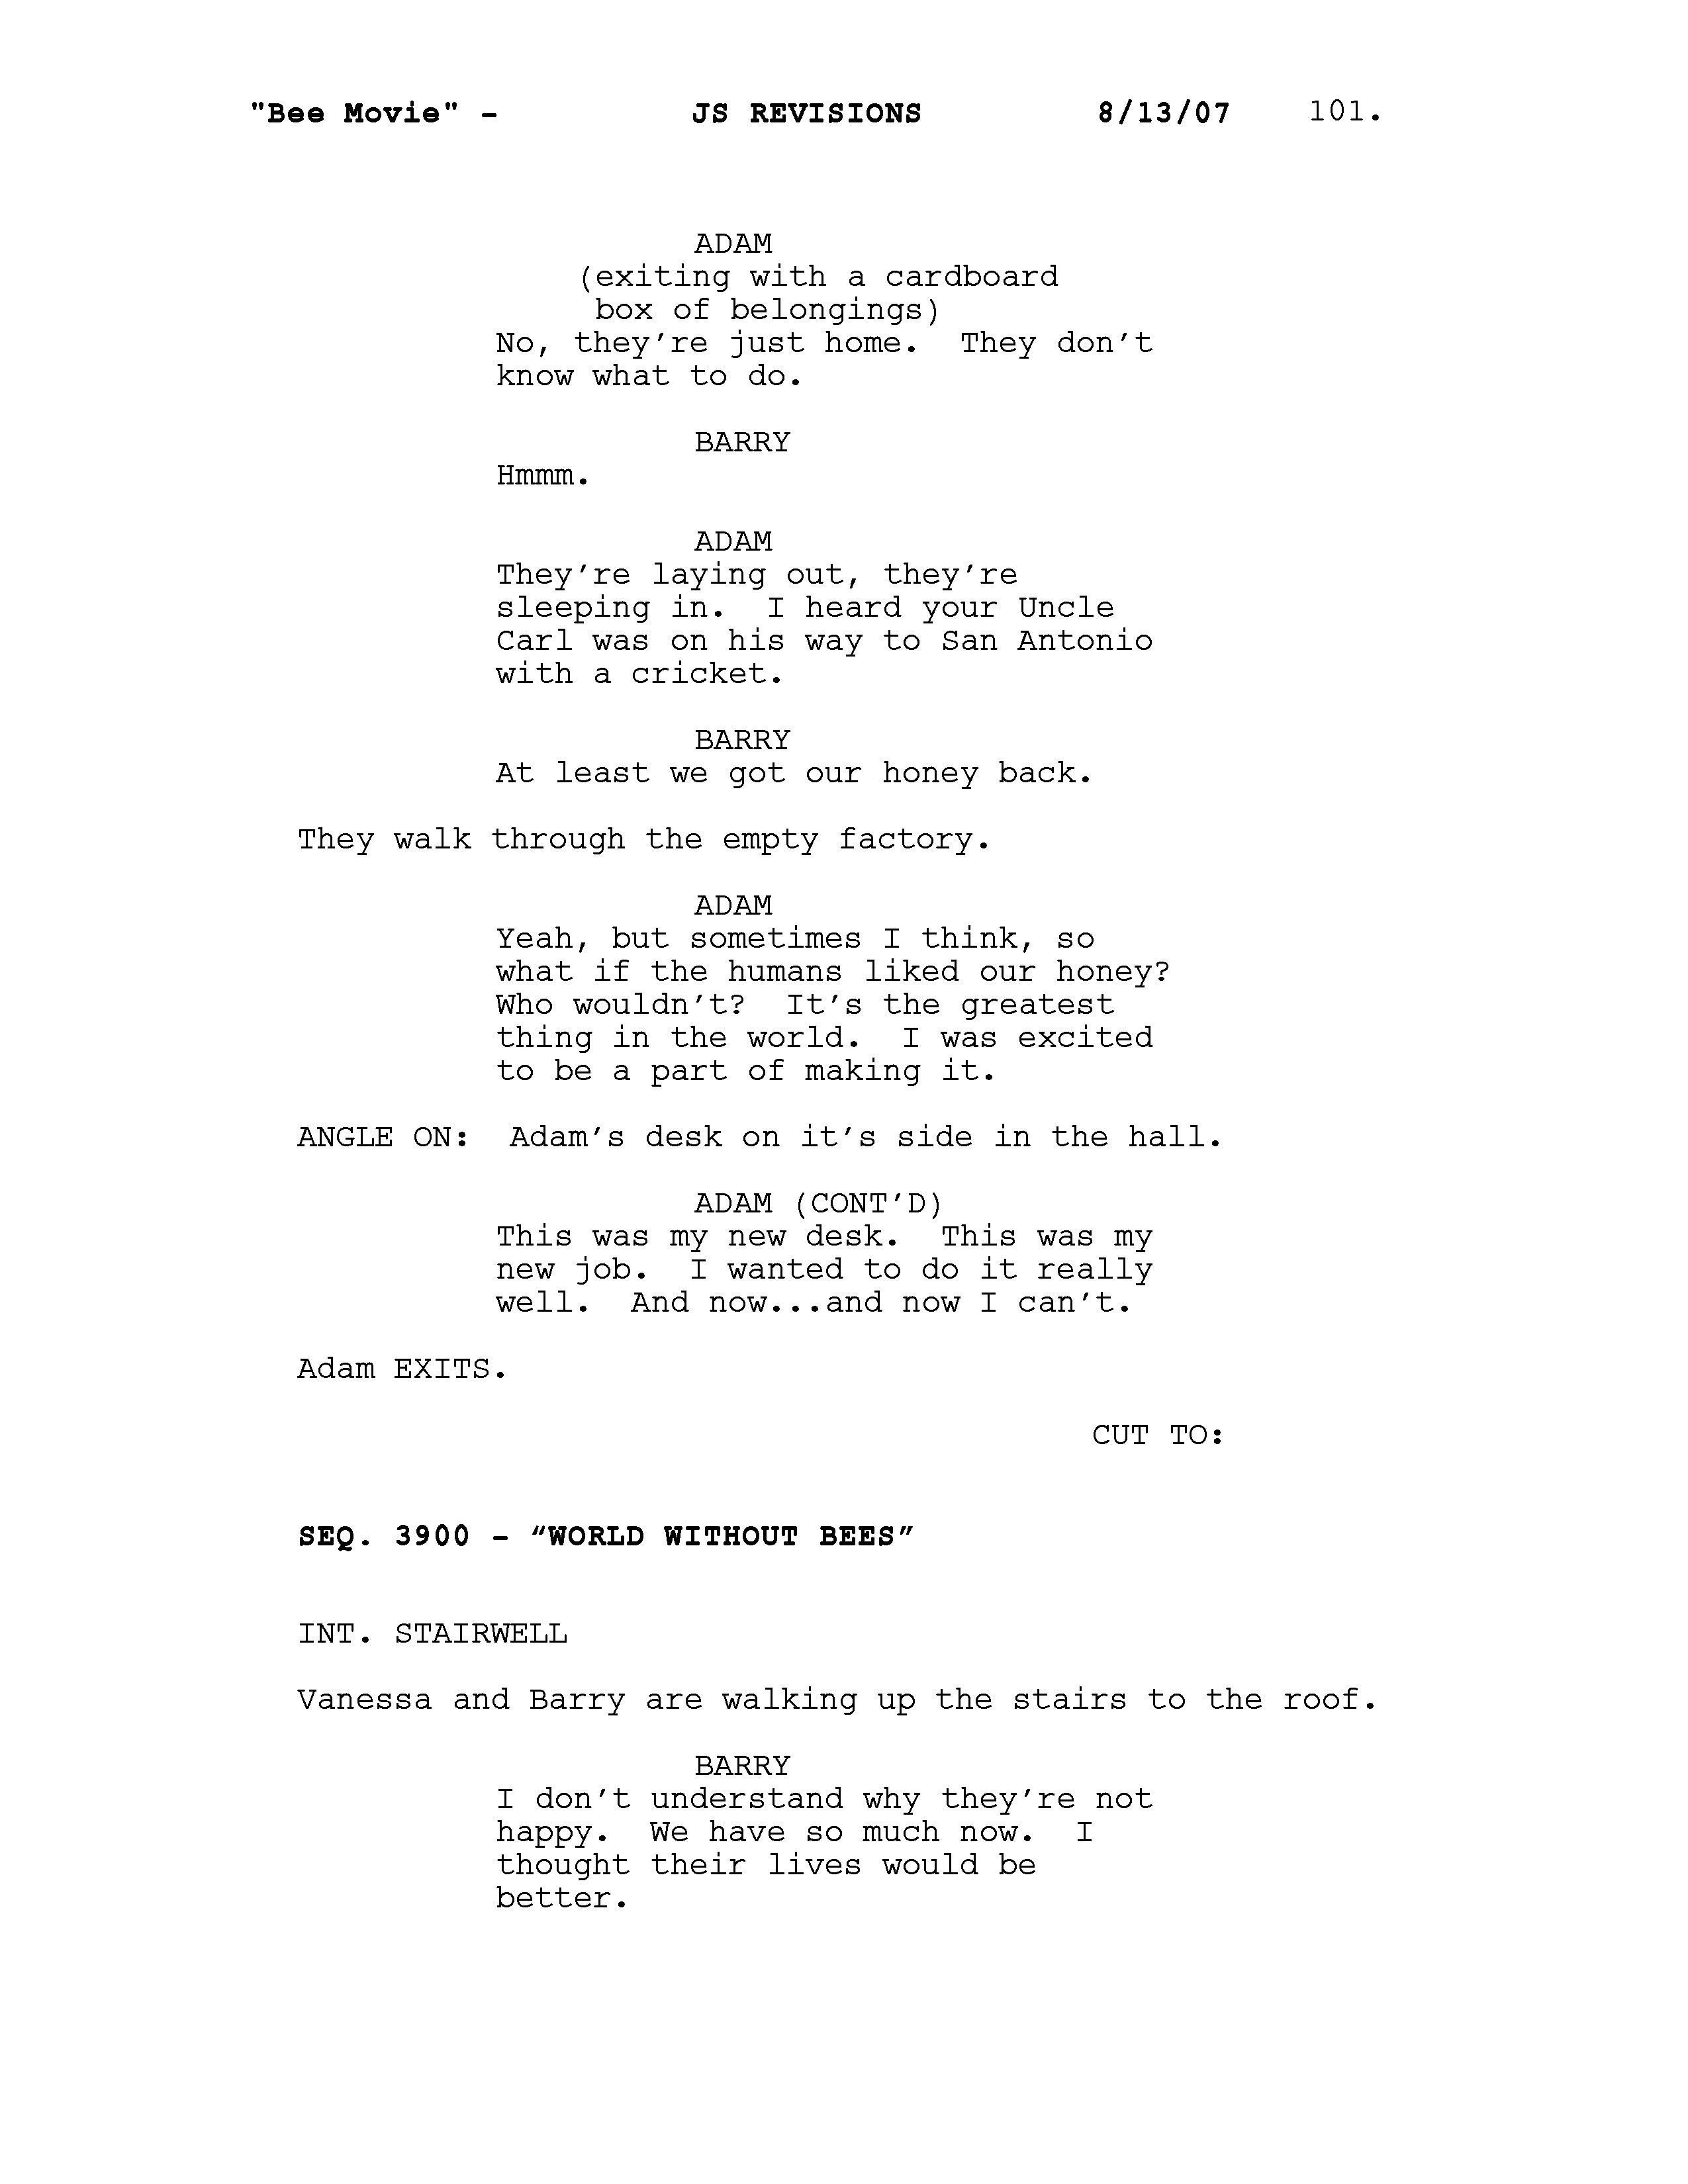 "Bee Movie" - JS REVISIONS 8/13/07 101.
ADAM
(exiting with a cardboard
box of belongings)
No, they’re just home.  They don’t
know what to do.
BARRY
Hmmm.
ADAM
They’re laying out, they’re
sleeping in.  I heard your Uncle
Carl was on his way to San Antonio
with a cricket.
BARRY
At least we got our honey back.
They walk through the empty factory.
ADAM
Yeah, but sometimes I think, so
what if the humans liked our honey?
Who wouldn’t?  It’s the greatest
thing in the world.  I was excited
to be a part of making it.
ANGLE ON:  Adam’s desk on it’s side in the hall.
ADAM (CONT’D)
This was my new desk.  This was my
new job.  I wanted to do it really
well.  And now...and now I can’t.
Adam EXITS.
CUT TO:
SEQ. 3900 - “WORLD WITHOUT BEES”
INT. STAIRWELL
Vanessa and Barry are walking up the stairs to the roof.
BARRY
I don’t understand why they’re not
happy.  We have so much now.  I
thought their lives would be
better.